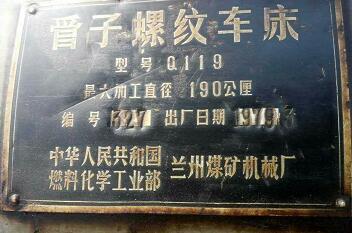 管子螺纹车床
型号 Q119
最大加工直径 190公厘
编号 出厂日期
中华人民共和国
燃料化学工业部 兰州煤矿机械厂